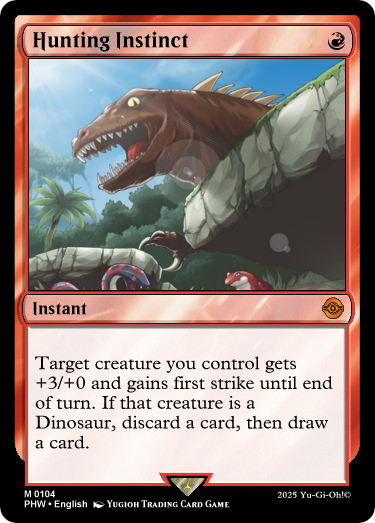 Hunting Instinct
Instant
Target creature you control gets
+3/+0 and gains first strike until end
of turn. If that creature is a
Dinosaur, discard a card, then draw
a card.
M 0104
PHW • English Yugioh Trading Card Game
2025 Yu-Gi-Oh!©